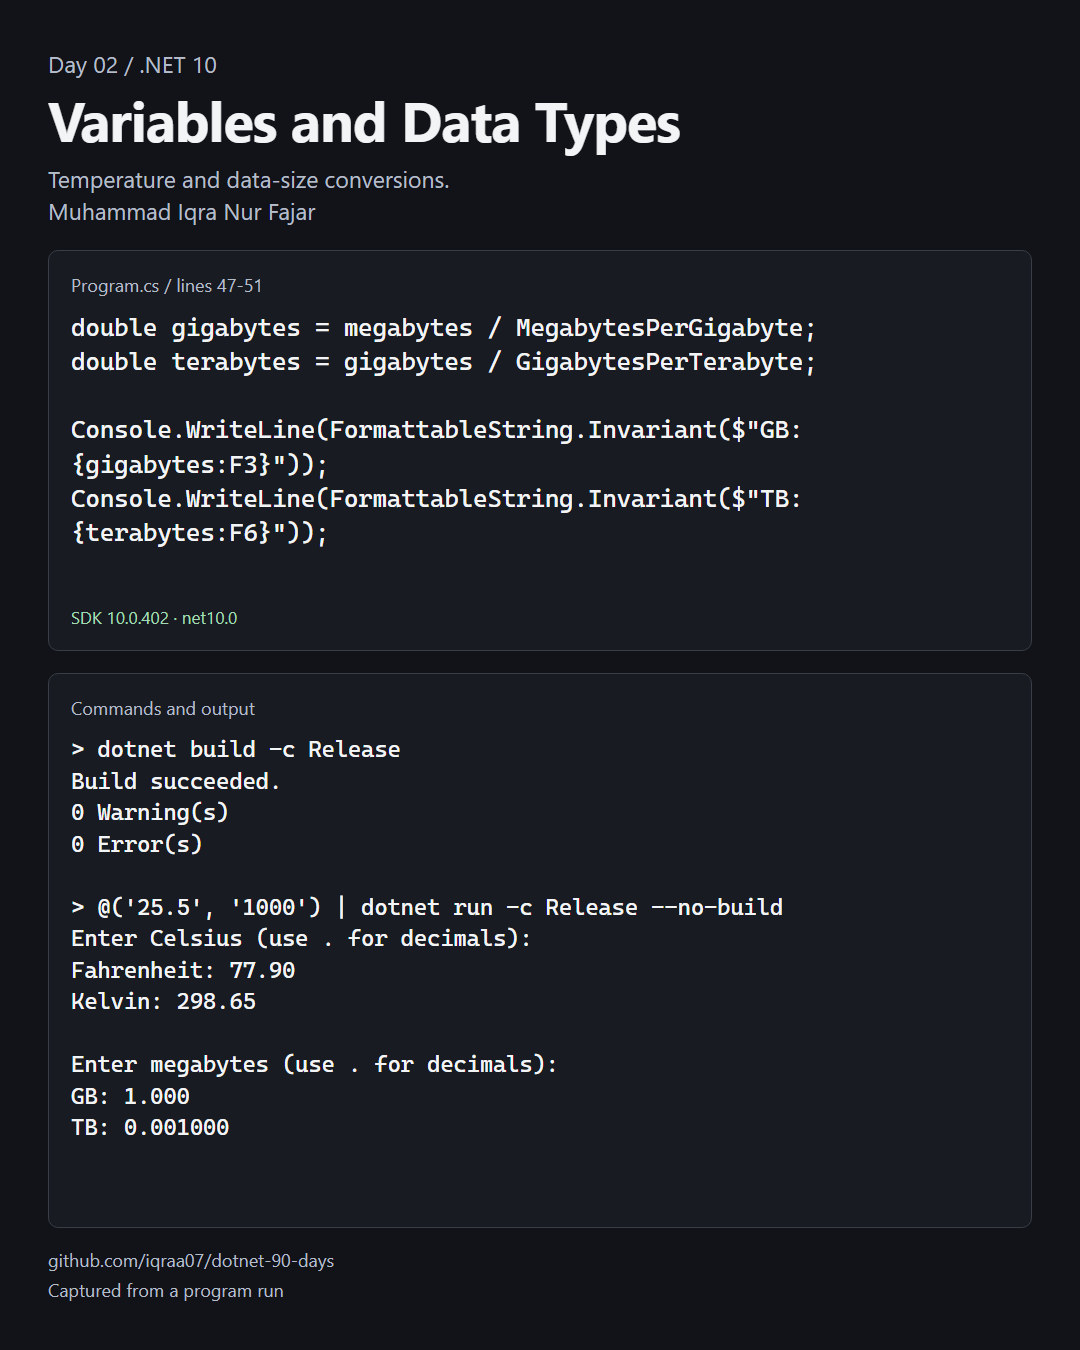 Day 02 / .NET 10
Variables and Data Types
Temperature and data-size conversions.
Muhammad Iqra Nur Fajar
Program.cs / lines 47-51
double gigabytes = megabytes / MegabytesPerGigabyte;
double terabytes = gigabytes / GigabytesPerTerabyte;
Console.WriteLine(FormattableString.Invariant($"GB:
{gigabytes:F3}"));
Console.WriteLine(FormattableString.Invariant($"TB:
{terabytes:F6}"));
SDK 10.0.402 · net10.0
Commands and output
> dotnet build -c Release
Build succeeded.
0 Warning(s)
0 Error(s)
> @('25.5', '1000') | dotnet run -c Release --no-build
Enter Celsius (use . for decimals):
Fahrenheit: 77.90
Kelvin: 298.65
Enter megabytes (use . for decimals):
GB: 1.000
TB: 0.001000
github.com/iqraa07/dotnet-90-days
Captured from a program run